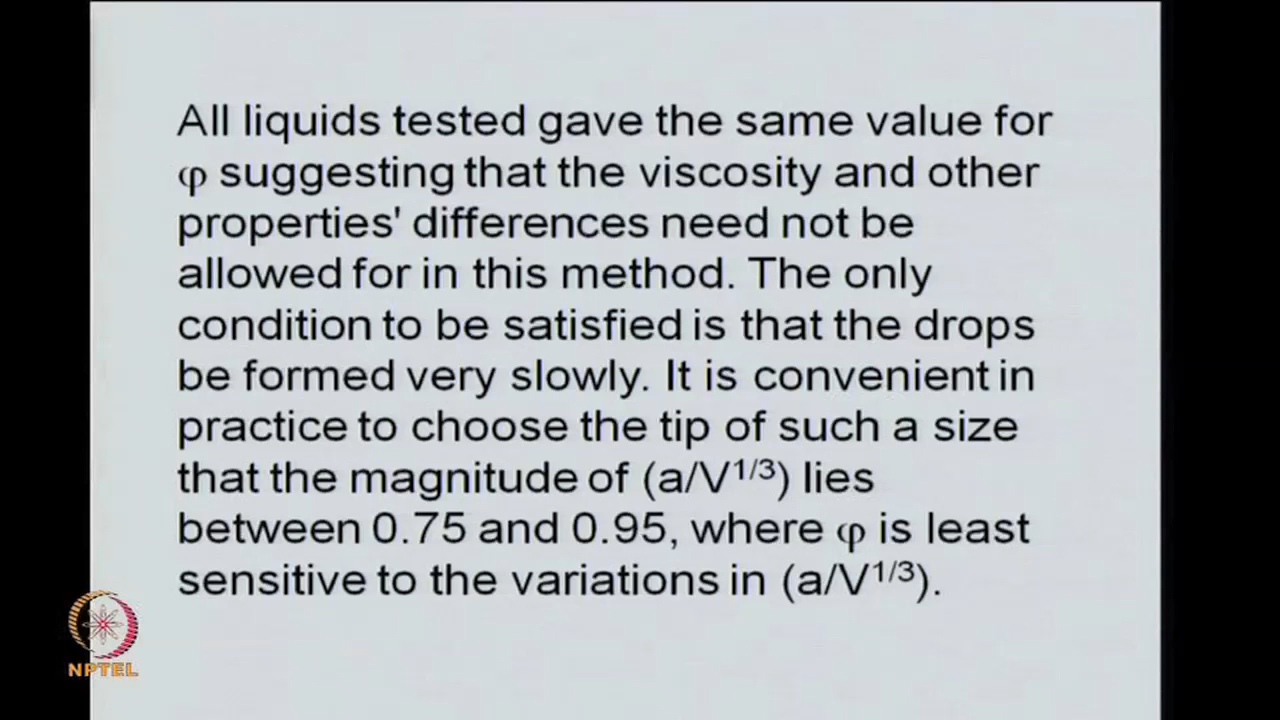 All liquids tested gave the same value for
φ suggesting that the viscosity and other
properties' differences need not be
allowed for in this method. The only
condition to be satisfied is that the drops
be formed very slowly. It is convenient in
practice to choose the tip of such a size
that the magnitude of (a/V^1/3) lies
between 0.75 and 0.95, where φ is least
sensitive to the variations in (a/V^1/3).
NPTEL